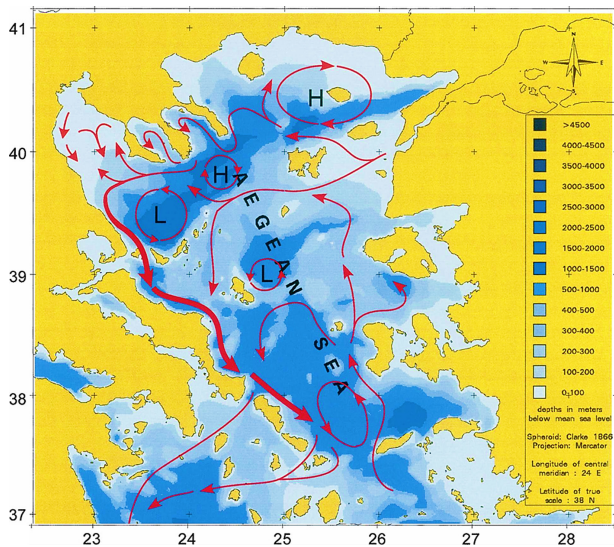 41
40
39
38
37
23
24
25
26
27
28
N
W
E
S
H
H
L
L
AEGEAN
SEA
>4500
4000-4500
3500-4000
3000-3500
2500-3000
2000-2500
1500-2000
1000-1500
500-1000
400-500
300-400
200-300
100-200
0-100
depths in meters
below mean sea level
Spheroid: Clarke 1866
Projection: Mercator
Longitude of central
meridian : 24 E
Latitude of true
scale : 38 N